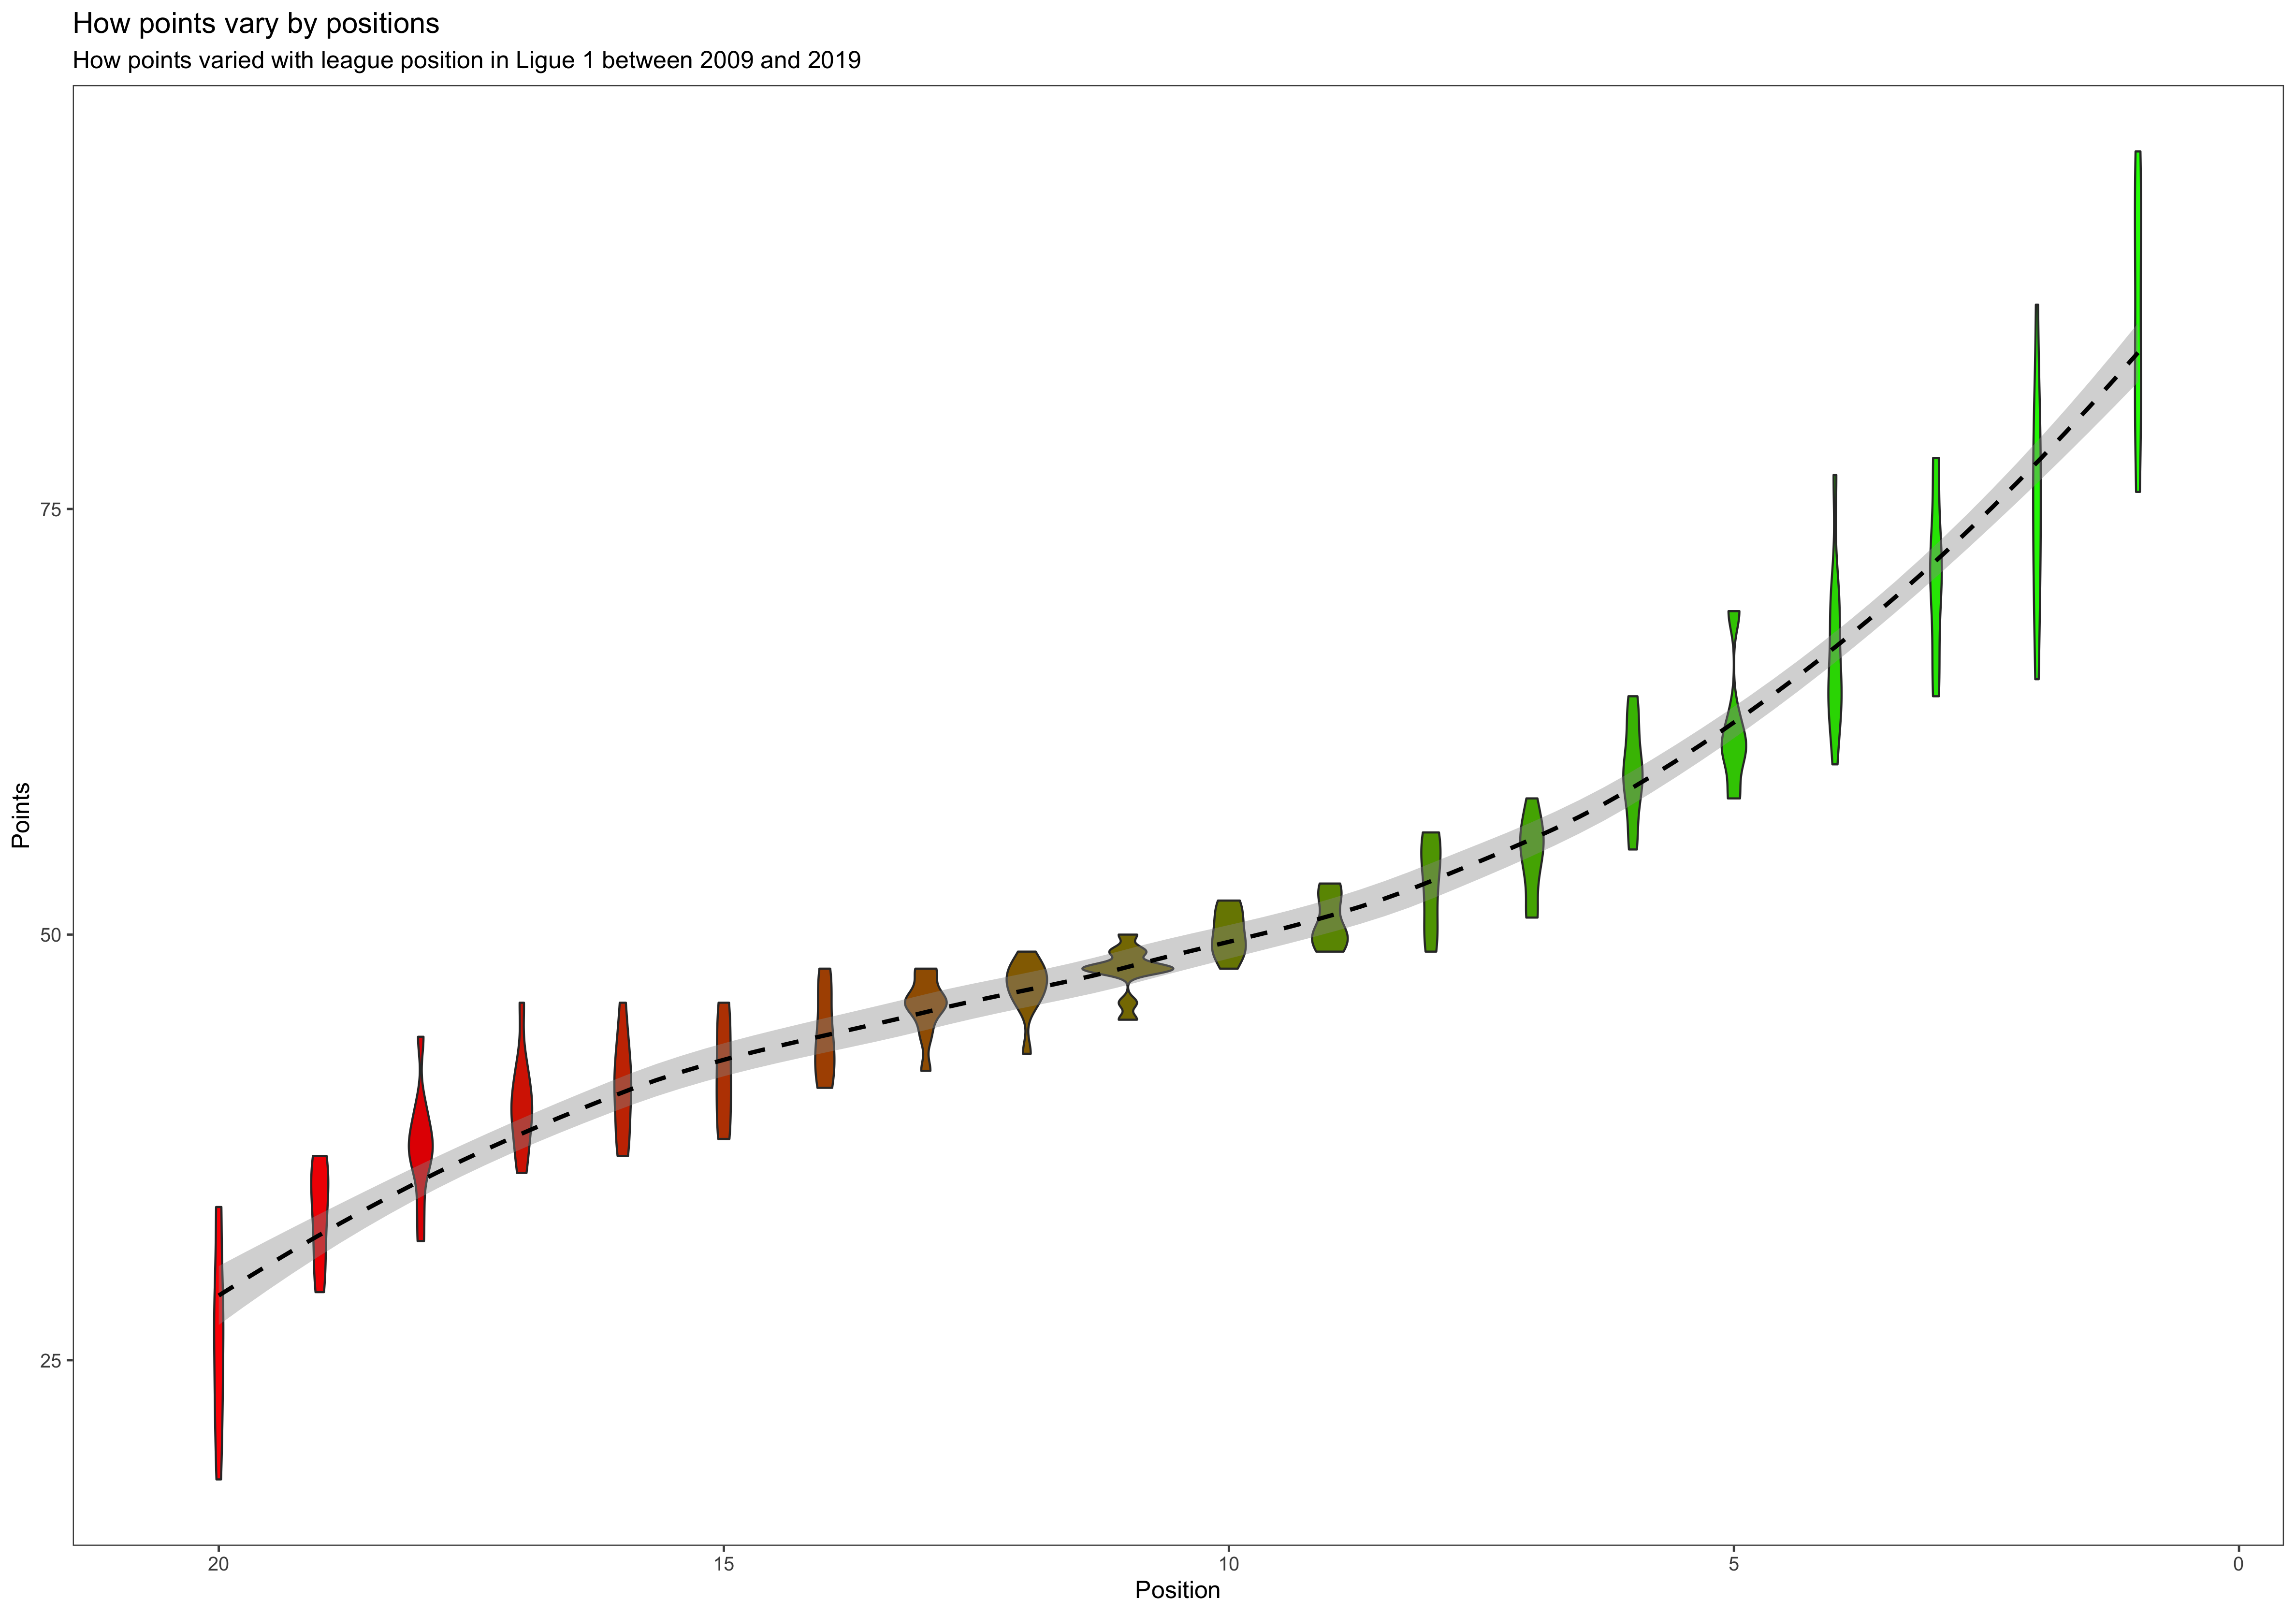 How points vary by positions
How points varied with league position in Ligue 1 between 2009 and 2019
Points
75
50
25
20
15
10
5
0
Position